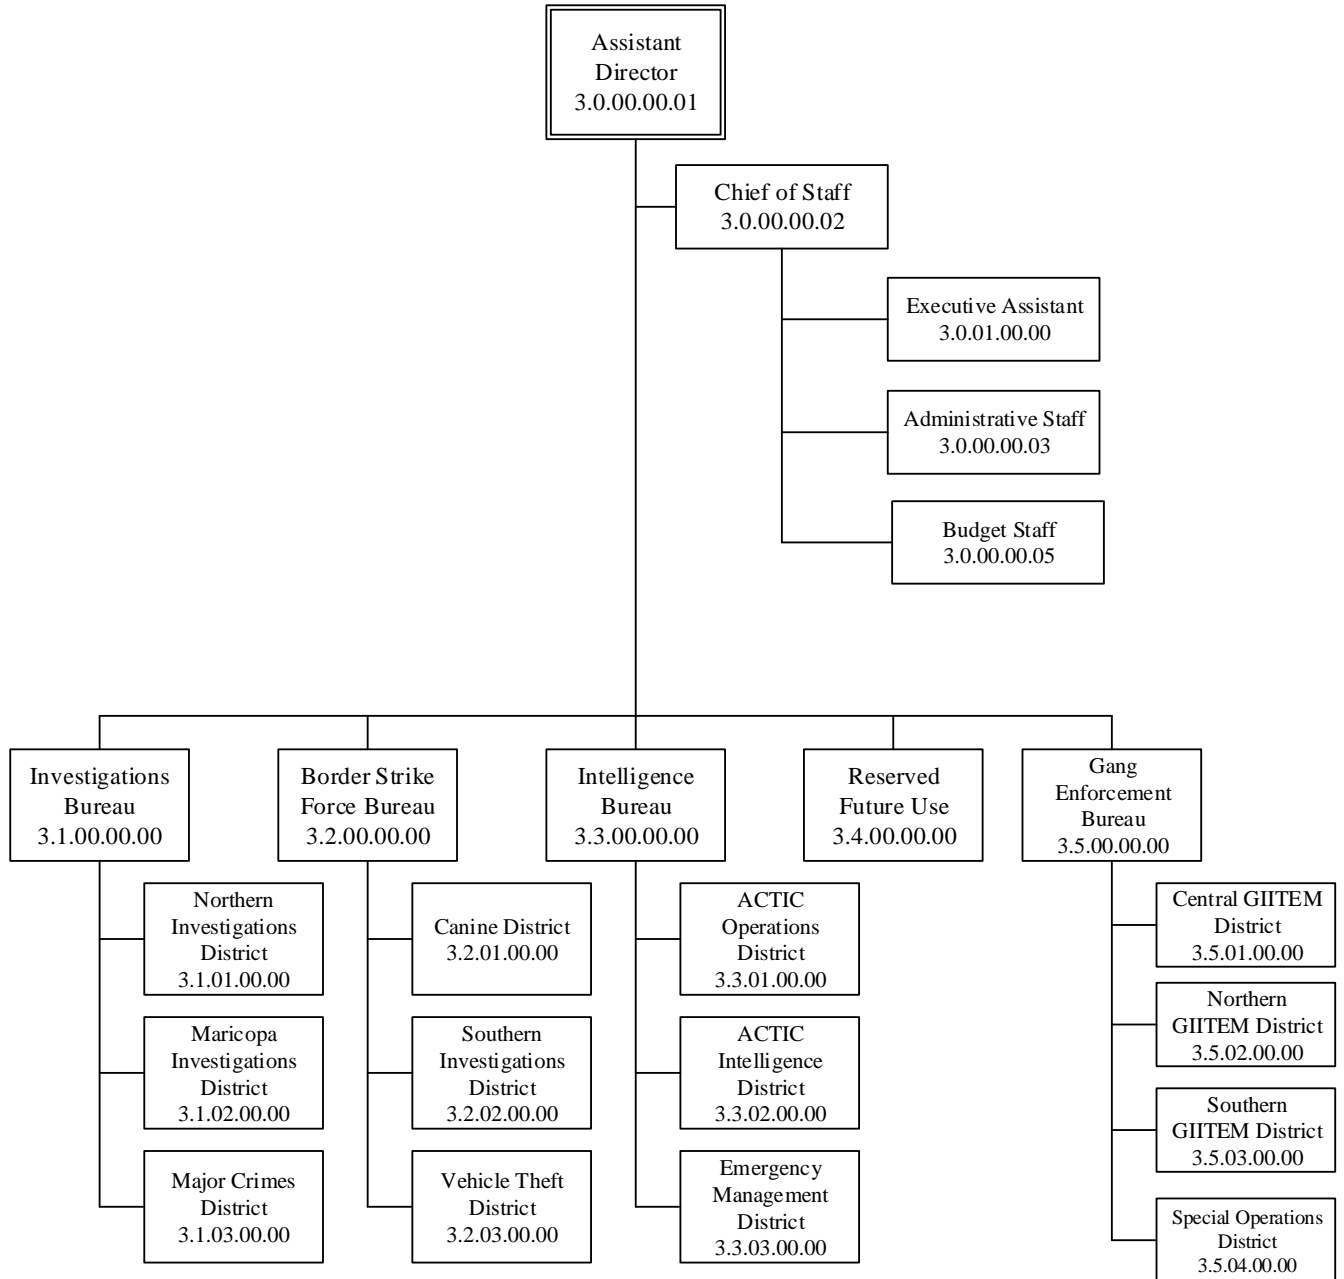 Assistant
Director
3.0.00.00.01
Chief of Staff
3.0.00.00.02
Executive Assistant
3.0.01.00.00
Administrative Staff
3.0.00.00.03
Budget Staff
3.0.00.00.05
Investigations
Bureau
3.1.00.00.00
Border Strike
Force Bureau
3.2.00.00.00
Intelligence
Bureau
3.3.00.00.00
Reserved
Future Use
3.4.00.00.00
Gang
Enforcement
Bureau
3.5.00.00.00
Northern
Investigations
District
3.1.01.00.00
Maricopa
Investigations
District
3.1.02.00.00
Major Crimes
District
3.1.03.00.00
Canine District
3.2.01.00.00
Southern
Investigations
District
3.2.02.00.00
Vehicle Theft
District
3.2.03.00.00
ACTIC
Operations
District
3.3.01.00.00
ACTIC
Intelligence
District
3.3.02.00.00
Emergency
Management
District
3.3.03.00.00
Central GIITEM
District
3.5.01.00.00
Northern
GIITEM District
3.5.02.00.00
Southern
GIITEM District
3.5.03.00.00
Special Operations
District
3.5.04.00.00